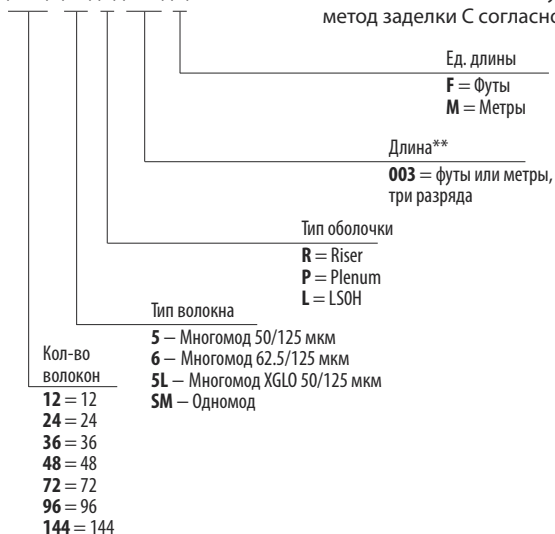 метод заделки С согласно
Ед. длины
F = Футы
M = Метры
Длина**
003 = футы или метры,
три разряда
Тип оболочки
R = Riser
P = Plenum
L = LS0H
Тип волокна
5 – Многомод 50/125 мкм
6 – Многомод 62.5/125 мкм
5L – Многомод XGLO 50/125 мкм
SM – Одномод
Кол-во
волокон
12 = 12
24 = 24
36 = 36
48 = 48
72 = 72
96 = 96
144 = 144